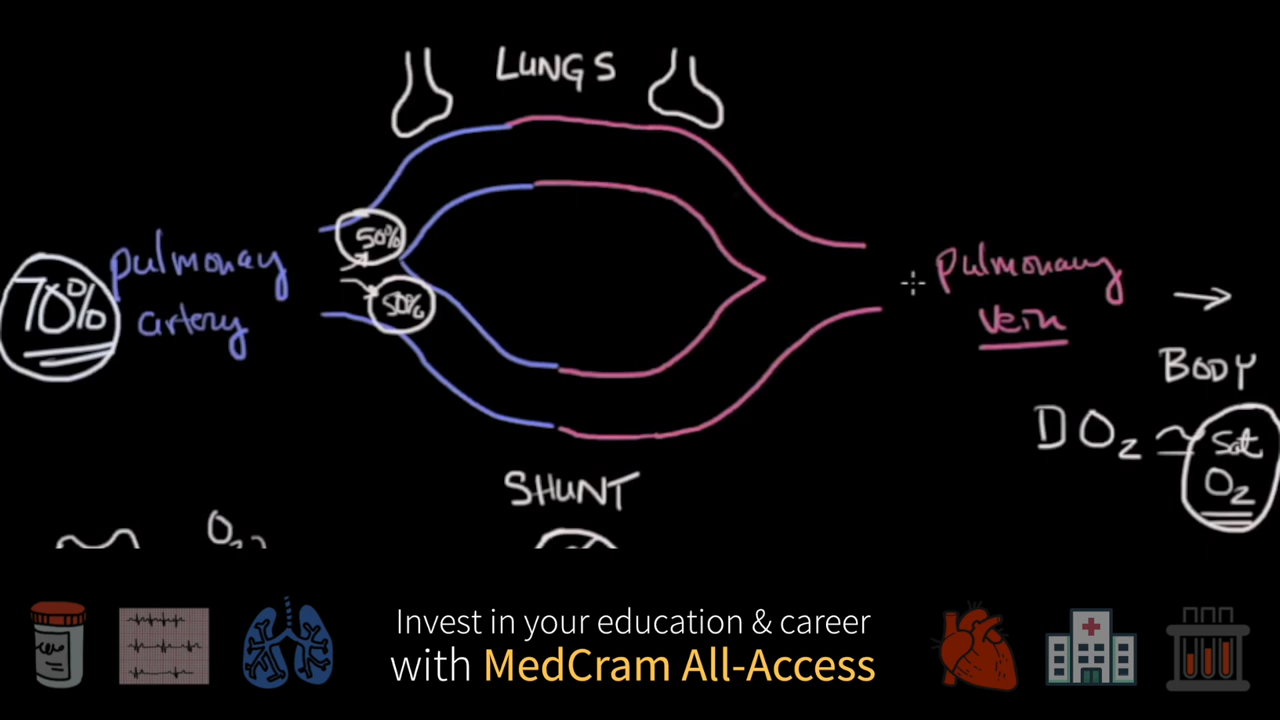 LUNGS
50%
50%
70%
pulmonay
artery
pulmonary
vein
BODY
DO₂ ≃ Sat
O₂
SHUNT
Invest in your education & career
with MedCram All-Access